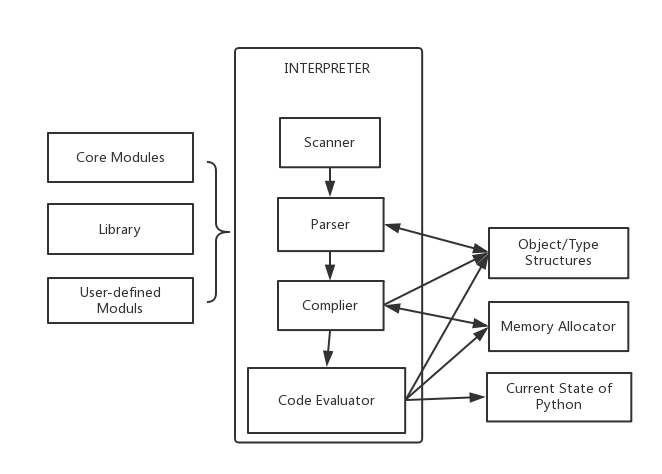 INTERPRETER
Core Modules
Library
User-defined
Moduls
Scanner
Parser
Complier
Code Evaluator
Object/Type
Structures
Memory Allocator
Current State of
Python